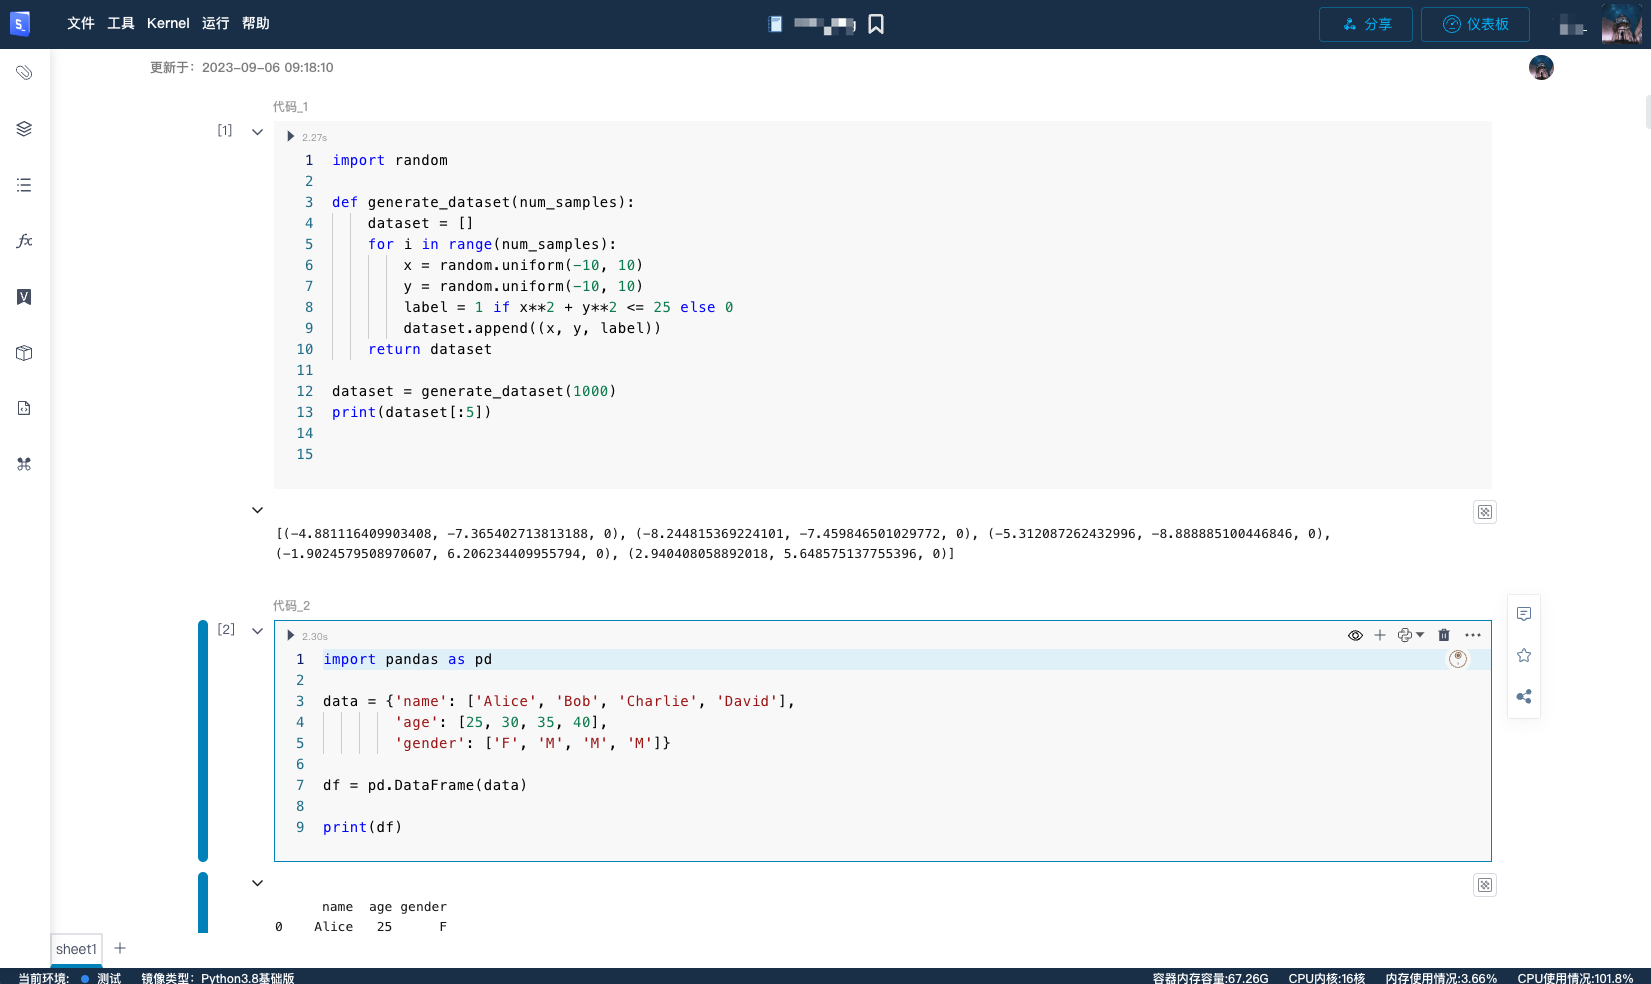 文件 工具 Kernel 运行 帮助
分享
仪表板
更新于：2023-09-06 09:18:10
代码_1
[1]
2.27s
1 import random
2
3 def generate_dataset(num_samples):
4     dataset = []
5     for i in range(num_samples):
6         x = random.uniform(-10, 10)
7         y = random.uniform(-10, 10)
8         label = 1 if x**2 + y**2 <= 25 else 0
9         dataset.append((x, y, label))
10     return dataset
11
12 dataset = generate_dataset(1000)
13 print(dataset[:5])
14
15
[(-4.881116409903408, -7.365402713813188, 0), (-8.244815369224101, -7.459846501029772, 0), (-5.312087262432996, -8.888885100446846, 0),
(-1.9024579508970607, 6.206234409955794, 0), (2.940408058892018, 5.648575137755396, 0)]
代码_2
[2]
2.30s
1 import pandas as pd
2
3 data = {'name': ['Alice', 'Bob', 'Charlie', 'David'],
4         'age': [25, 30, 35, 40],
5         'gender': ['F', 'M', 'M', 'M']}
6
7 df = pd.DataFrame(data)
8
9 print(df)
name age gender
0 Alice 25 F
sheet1
当前环境: 测试 镜像类型：Python3.8基础版 容器内存容量:67.26G CPU内核:16核 内存使用情况:3.66% CPU使用情况:101.8%